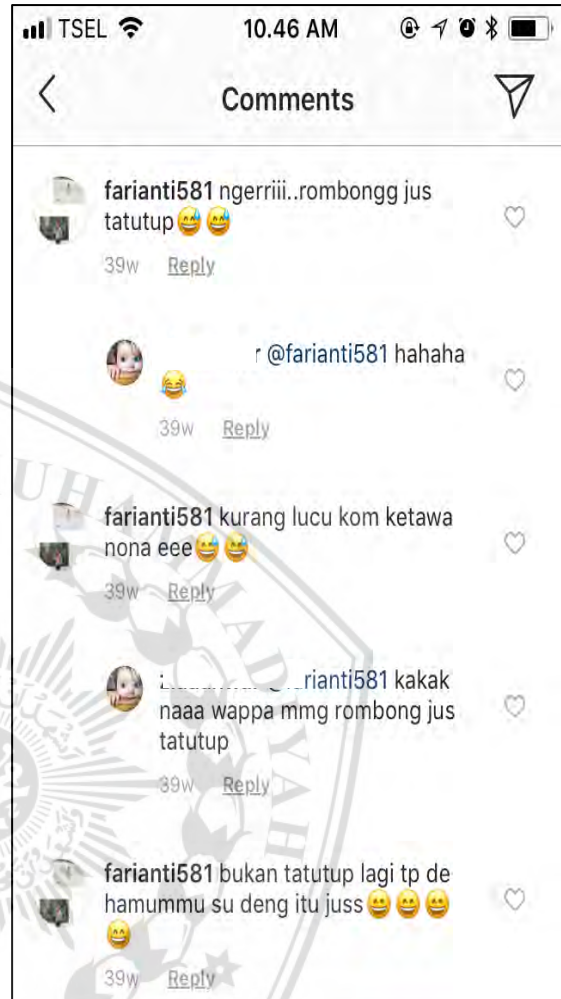 TSEL 10.46 AM
Comments
farianti581 ngerriii..rombongg jus
tatutup😅😅
39w Reply
r @farianti581 hahaha
😂
39w Reply
farianti581 kurang lucu kom ketawa
nona eee😅😅
39w Reply
rianti581 kakak
naaa wappa mmg rombong jus
tatutup
39w Reply
farianti581 bukan tatutup lagi tp de
hamummu su deng itu juss😄😄😄
😄
39w Reply